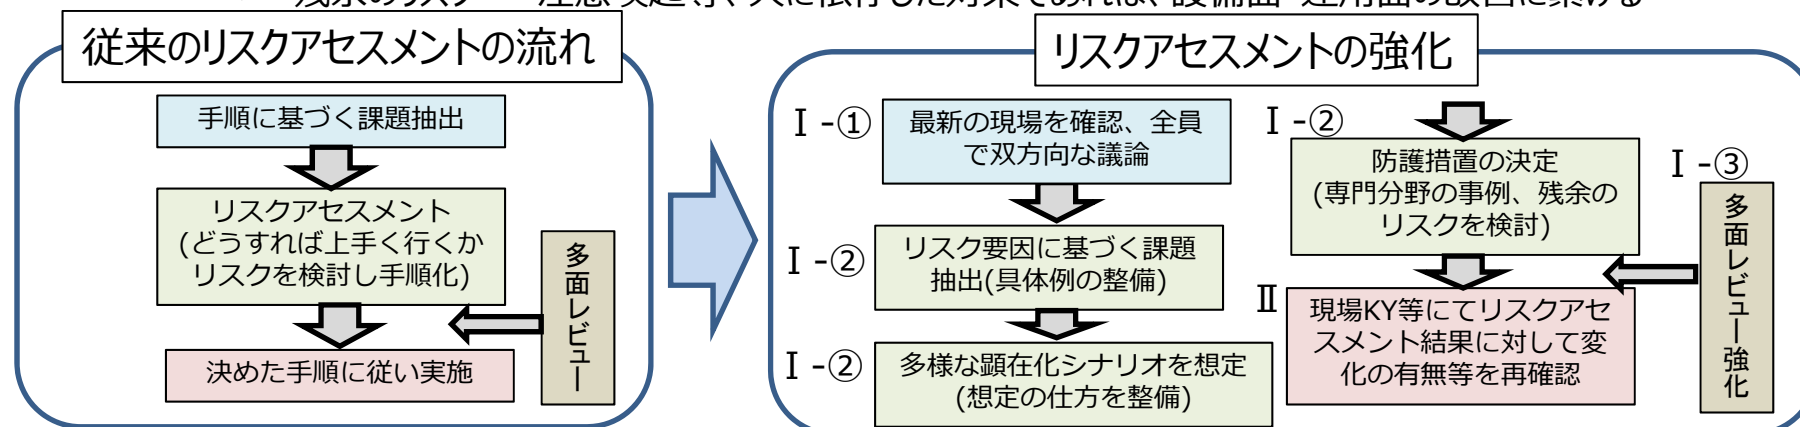 従来のリスクアセスメントの流れ
手順に基づく課題抽出
リスクアセスメント
(どうすれば上手く行くか
リスクを検討し手順化)
決めた手順に従い実施
多面レビュー
リスクアセスメントの強化
Ⅰ-①
最新の現場を確認、全員
で双方向な議論
Ⅰ-②
リスク要因に基づく課題
抽出(具体例の整備)
Ⅰ-②
多様な顕在化シナリオを想定
(想定の仕方を整備)
Ⅰ-②
防護措置の決定
(専門分野の事例、残余の
リスクを検討)
Ⅱ
現場KY等にてリスクアセ
スメント結果に対して変
化の有無等を再確認
Ⅰ-③
多面レビュー強化